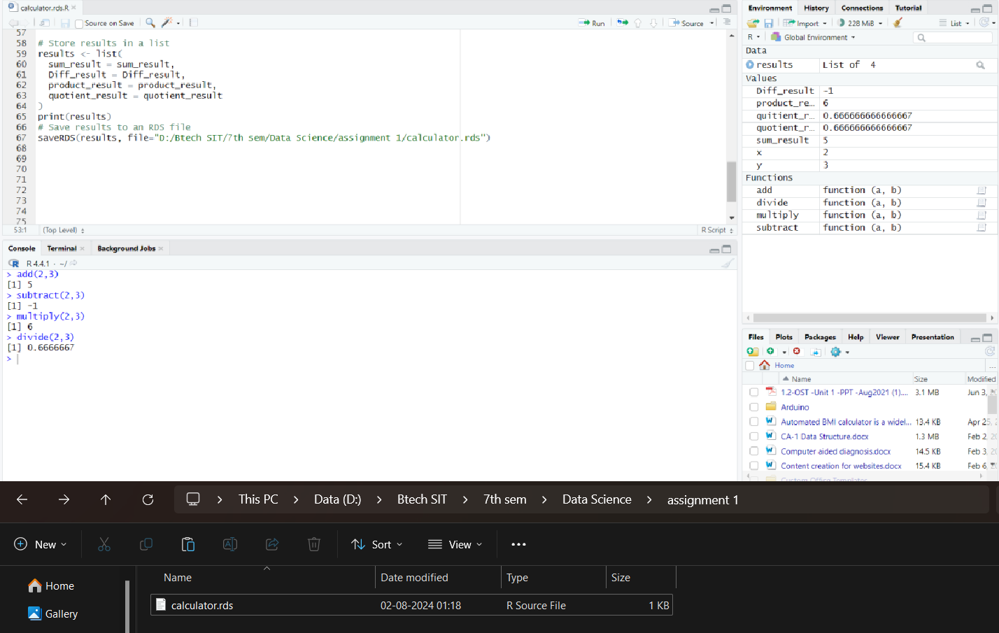 calculator.rds.R
Source on Save
Run
Source
57
58 # Store results in a list
59 results <- list(
60 sum_result = sum_result,
61 Diff_result = Diff_result,
62 product_result = product_result,
63 quotient_result = quotient_result
64 )
65 print(results)
66 # Save results to an RDS file
67 saveRDS(results, file="D:/Btech SIT/7th sem/Data Science/assignment 1/calculator.rds")
68
69
70
71
72
73
74
75
53:1 (Top Level) R Script
Console Terminal Background Jobs
R 4.4.1 · ~/
> add(2,3)
[1] 5
> subtract(2,3)
[1] -1
> multiply(2,3)
[1] 6
> divide(2,3)
[1] 0.6666667
>
Environment History Connections Tutorial
Import 228 MiB List
R Global Environment
Data
results List of 4
Values
Diff_result -1
product_re… 6
quitient_r… 0.666666666666667
quotient_r… 0.666666666666667
sum_result 5
x 2
y 3
Functions
add function (a, b)
divide function (a, b)
multiply function (a, b)
subtract function (a, b)
Files Plots Packages Help Viewer Presentation
Home ...
Name Size Modified
1.2-OST -Unit 1 -PPT -Aug2021 (1).... 3.1 MB Jun 3,
Arduino
Automated BMI calculator is a widel... 13.4 KB Apr 25,
CA-1 Data Structure.docx 1.3 MB Feb 2,
Computer aided diagnosis.docx 14.5 KB Feb 3,
Content creation for websites.docx 15.4 KB Feb 6,
Custom Office Templates
This PC > Data (D:) > Btech SIT > 7th sem > Data Science > assignment 1
New Sort View ...
Name Date modified Type Size
Home
calculator.rds 02-08-2024 01:18 R Source File 1 KB
Gallery